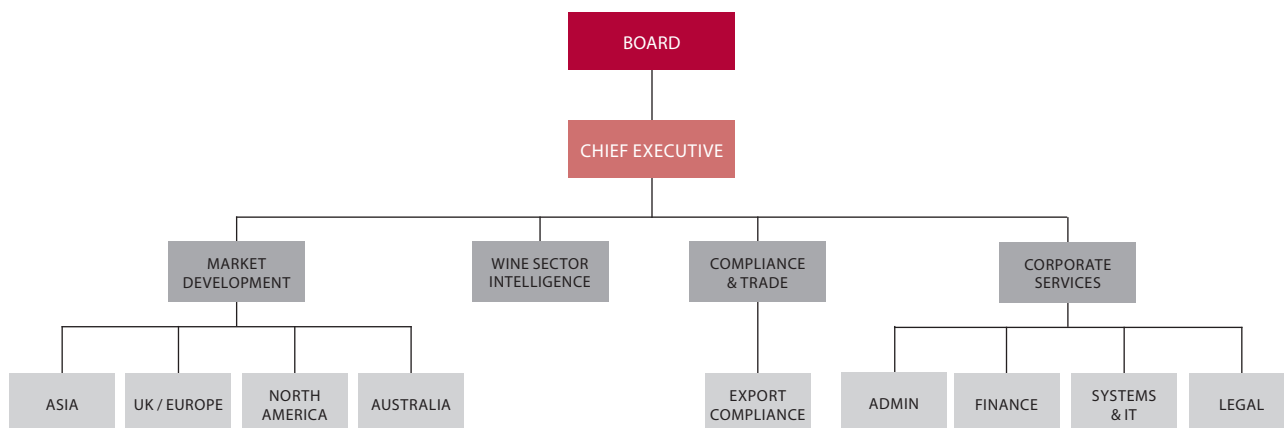 BOARD
CHIEF EXECUTIVE
MARKET
DEVELOPMENT
WINE SECTOR
INTELLIGENCE
COMPLIANCE
& TRADE
CORPORATE
SERVICES
ASIA
UK / EUROPE
NORTH
AMERICA
AUSTRALIA
EXPORT
COMPLIANCE
ADMIN
FINANCE
SYSTEMS
& IT
LEGAL